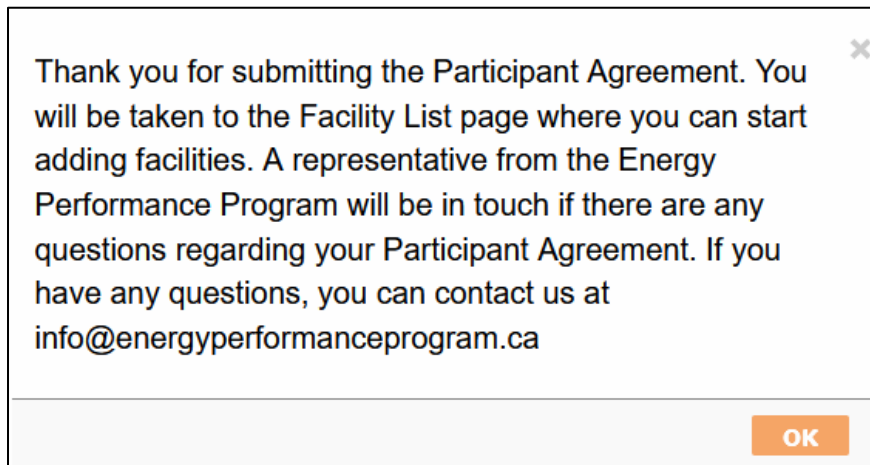 Thank you for submitting the Participant Agreement. You
will be taken to the Facility List page where you can start
adding facilities. A representative from the Energy
Performance Program will be in touch if there are any
questions regarding your Participant Agreement. If you
have any questions, you can contact us at
info@energyperformanceprogram.ca
OK